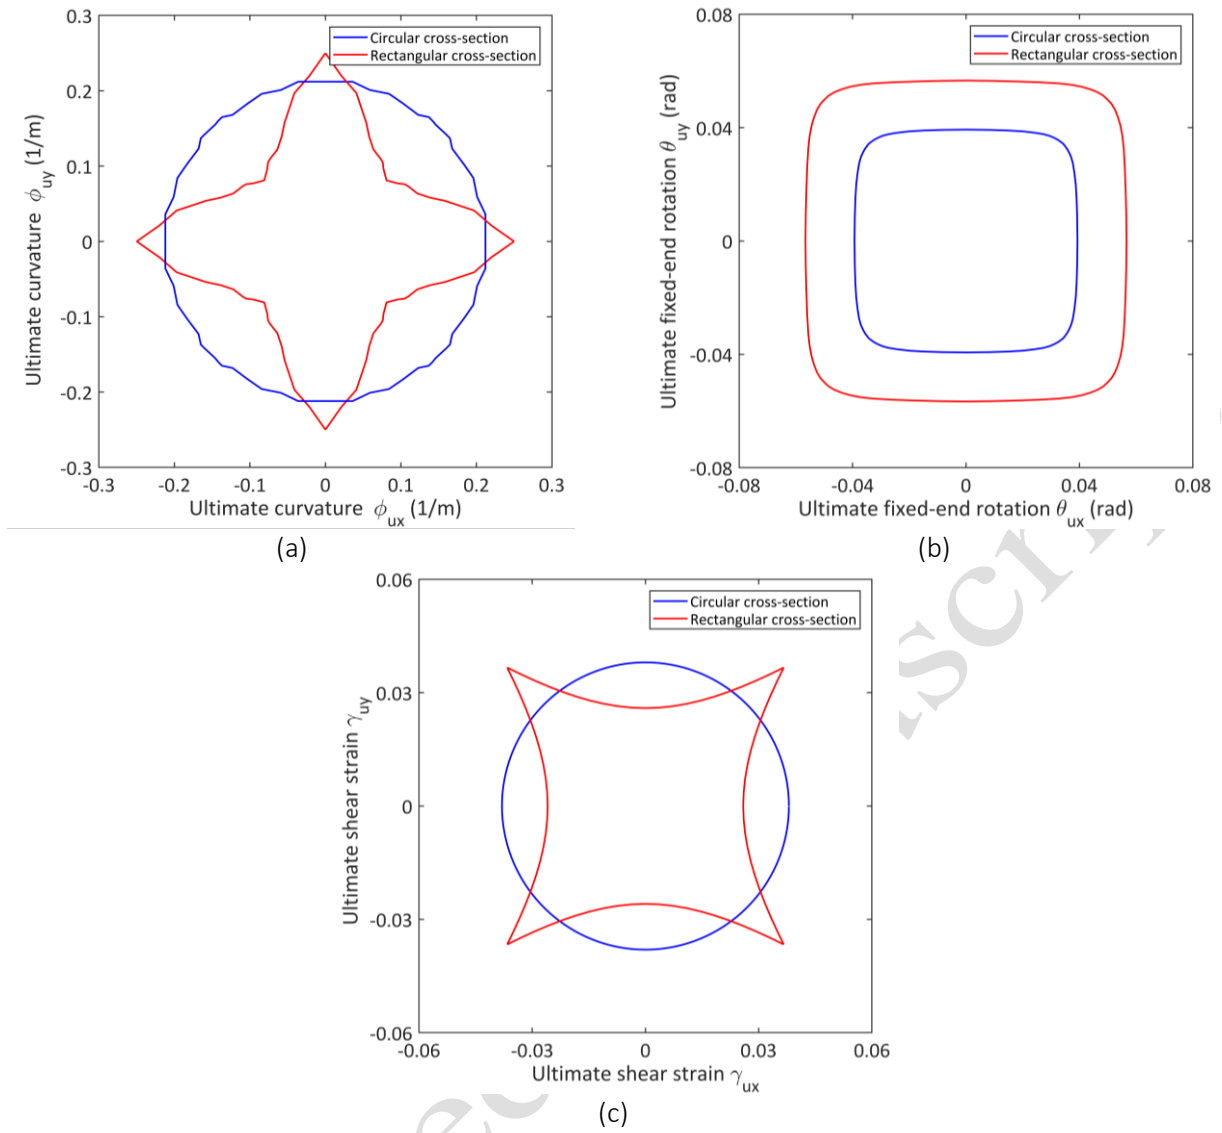 0.3
0.2
0.1
0
-0.1
-0.2
-0.3
-0.3 -0.2 -0.1 0 0.1 0.2 0.3
Ultimate curvature ϕuy (1/m)
Ultimate curvature ϕux (1/m)
Circular cross-section
Rectangular cross-section
(a)
0.08
0.04
0
-0.04
-0.08
-0.08 -0.04 0 0.04 0.08
Ultimate fixed-end rotation θuy (rad)
Ultimate fixed-end rotation θux (rad)
Circular cross-section
Rectangular cross-section
(b)
0.06
0.03
0
-0.03
-0.06
-0.06 -0.03 0 0.03 0.06
Ultimate shear strain γuy
Ultimate shear strain γux
Circular cross-section
Rectangular cross-section
(c)